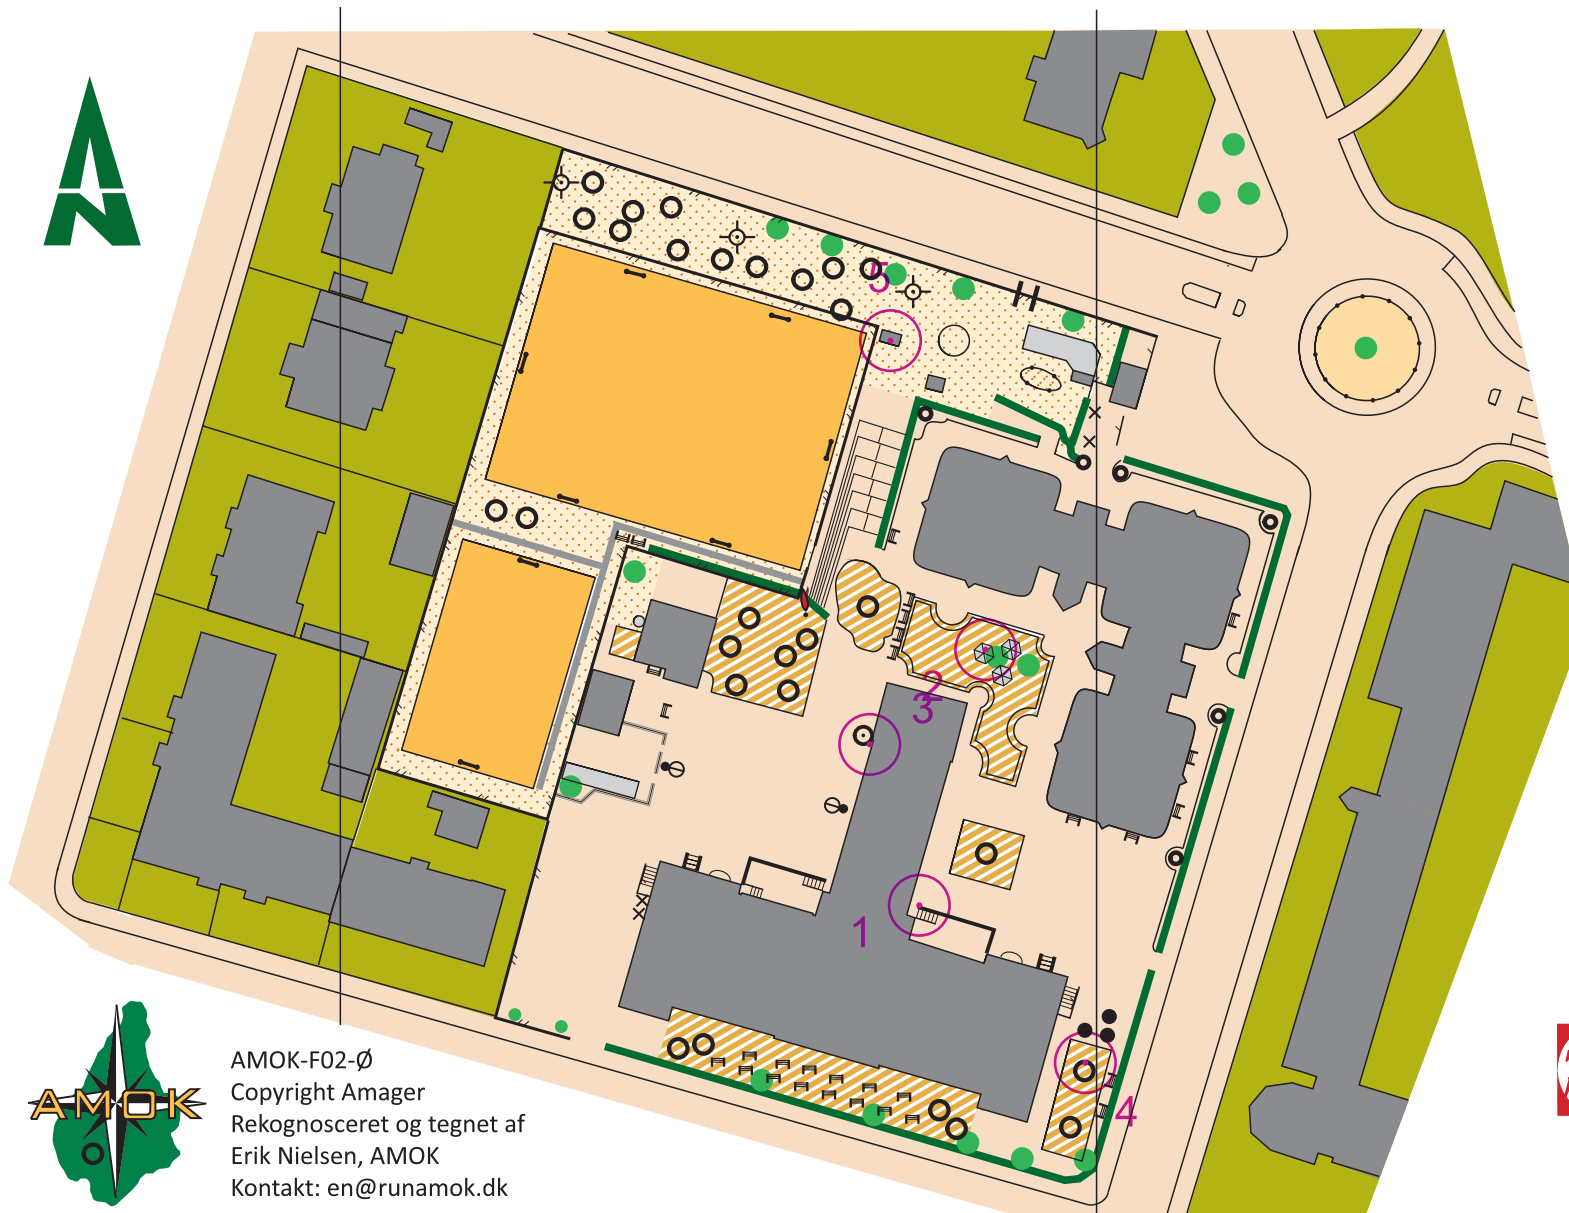 5
2
3
1
4
AMOK
AMOK-F02-Ø
Copyright Amager
Rekognosceret og tegnet af
Erik Nielsen, AMOK
Kontakt: en@runamok.dk